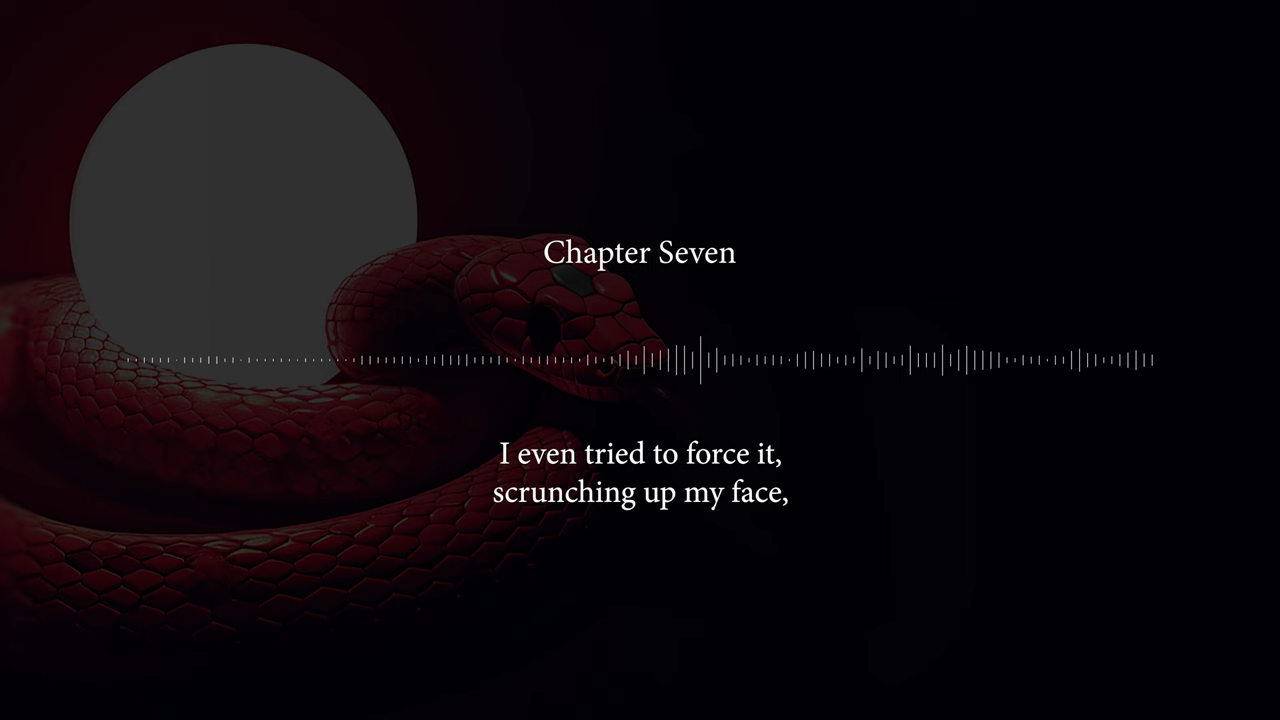 Chapter Seven
I even tried to force it,
scrunching up my face,